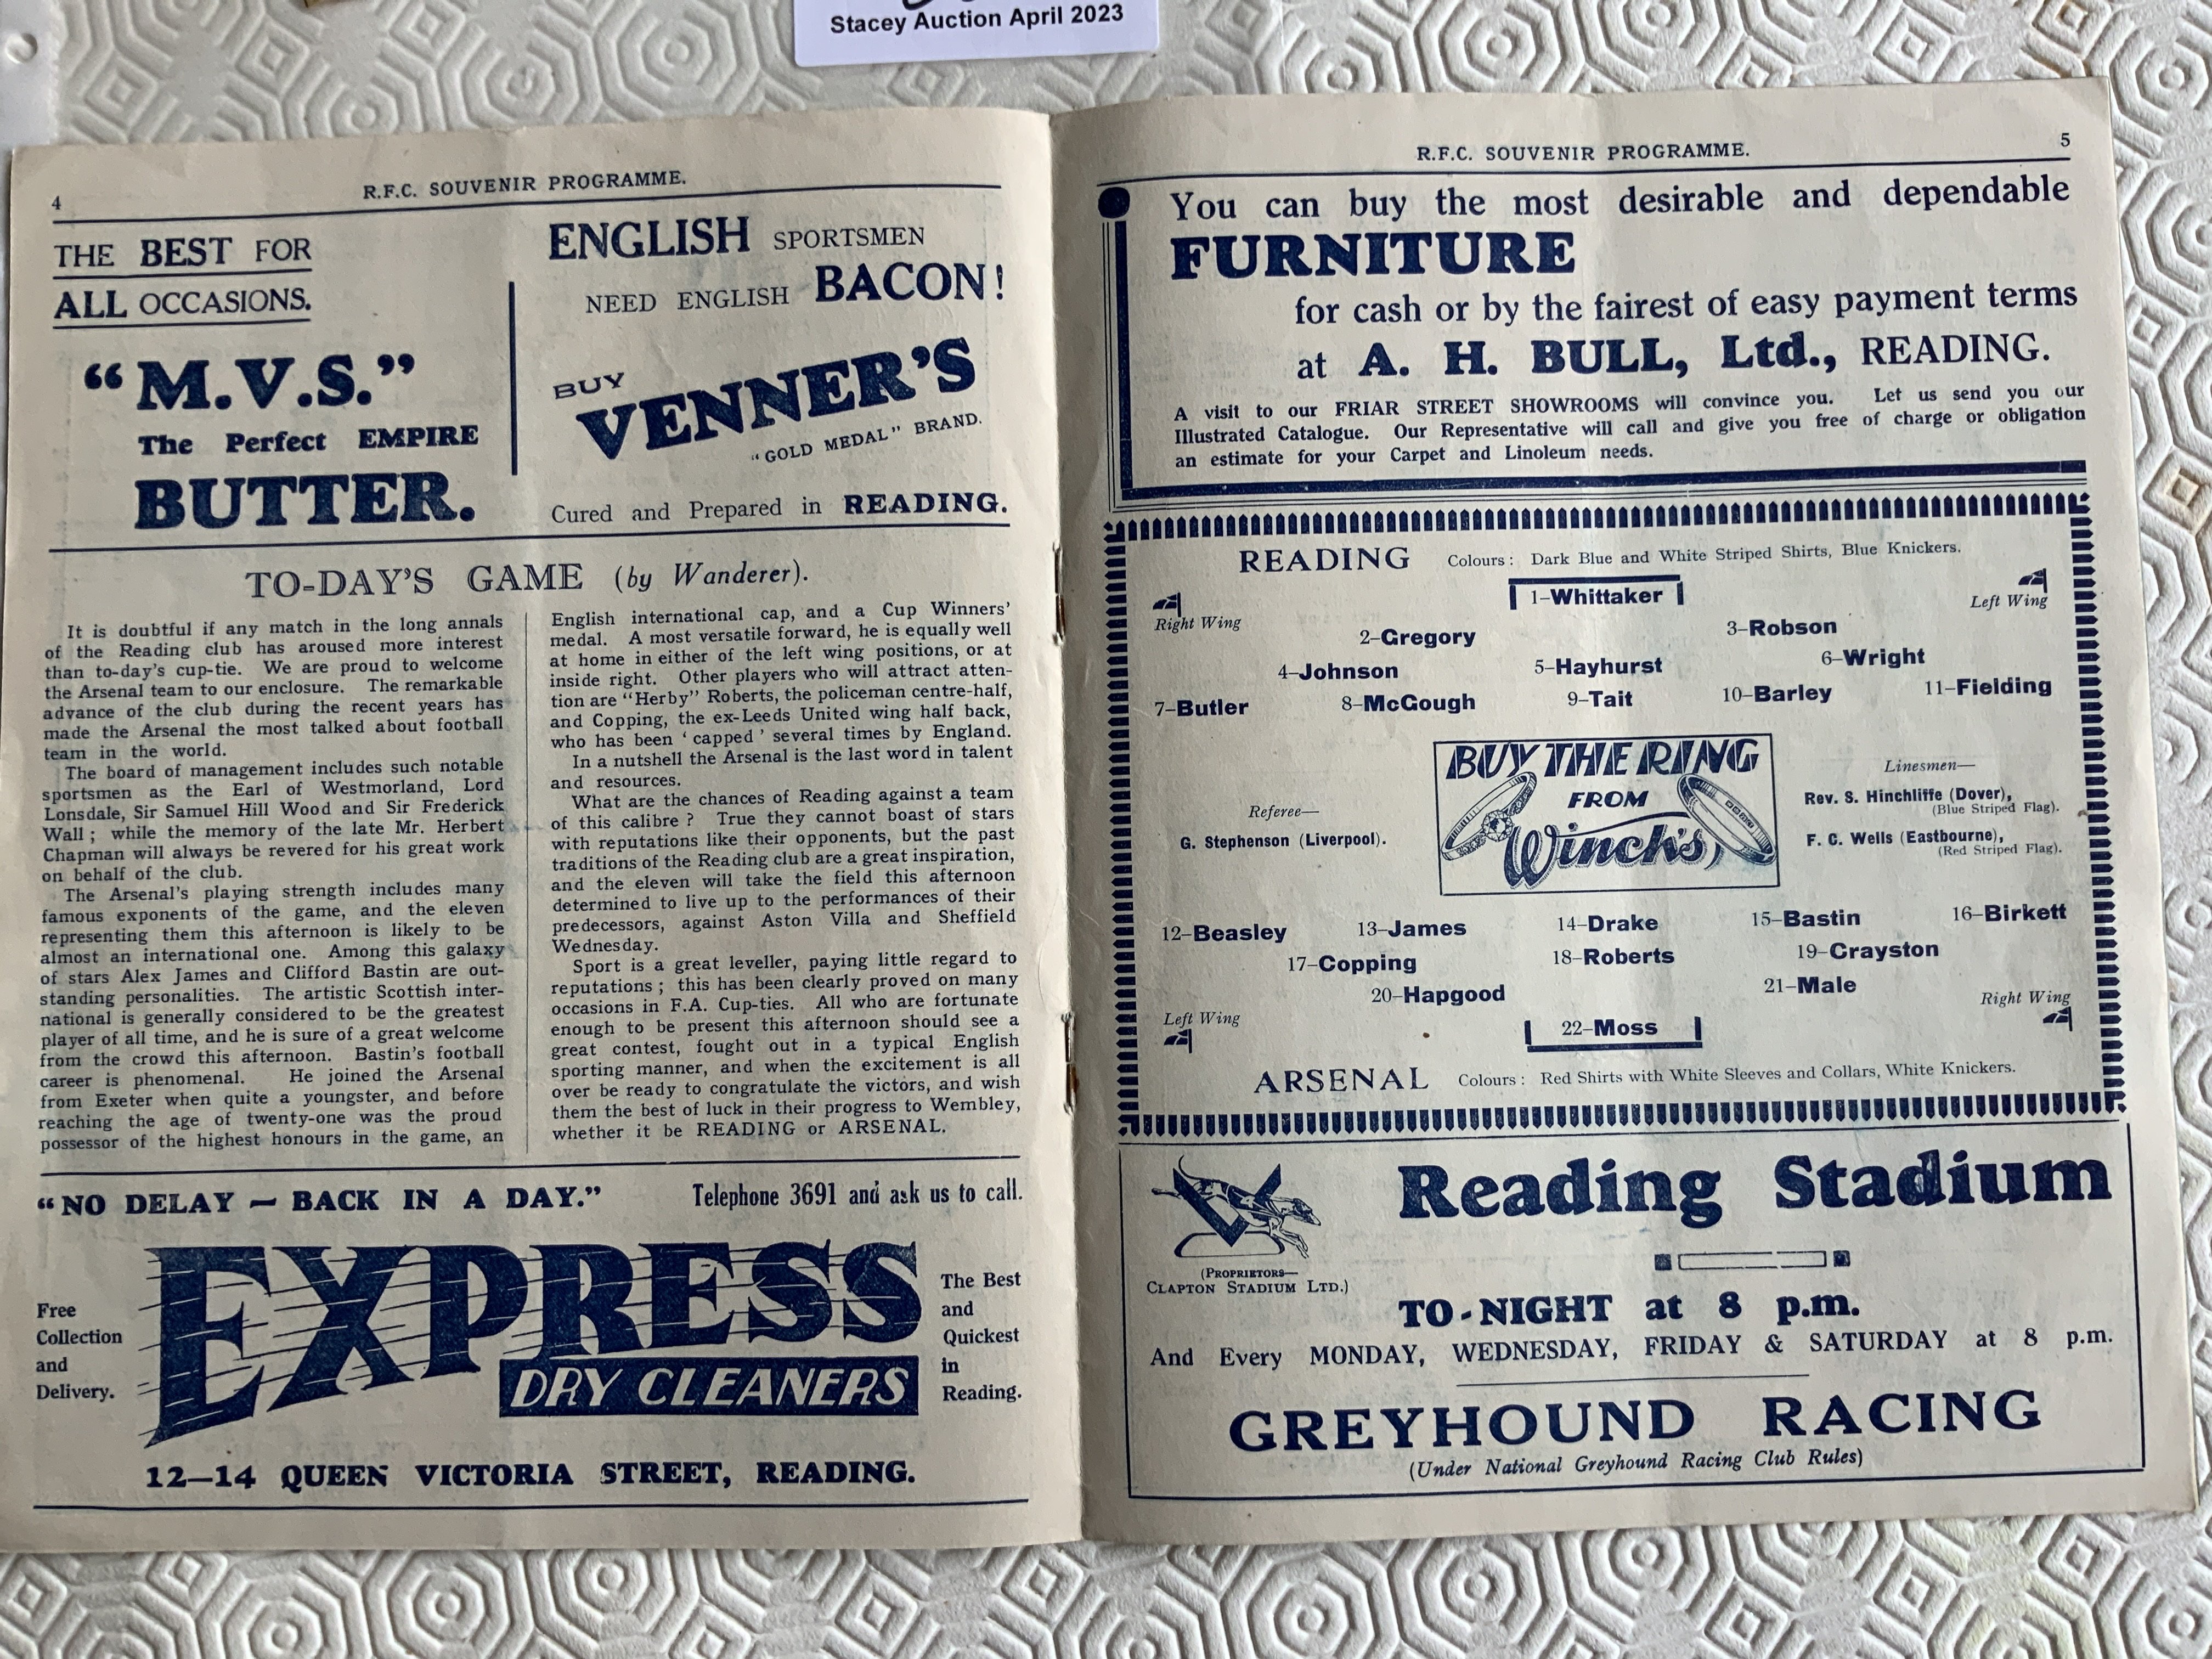 Stacey Auction April 2023
4
R.F.C. SOUVENIR PROGRAMME.
THE BEST FOR
ALL OCCASIONS.
“M.V.S.”
The Perfect EMPIRE
BUTTER.
ENGLISH SPORTSMEN
NEED ENGLISH BACON!
BUY
VENNER'S
“GOLD MEDAL” BRAND.
Cured and Prepared in READING.
TO-DAY'S GAME (by Wanderer).
It is doubtful if any match in the long annals
of the Reading club has aroused more interest
than to-day's cup-tie. We are proud to welcome
the Arsenal team to our enclosure. The remarkable
advance of the club during the recent years has
made the Arsenal the most talked about football
team in the world.
The board of management includes such notable
sportsmen as the Earl of Westmorland, Lord
Lonsdale, Sir Samuel Hill Wood and Sir Frederick
Wall ; while the memory of the late Mr. Herbert
Chapman will always be revered for his great work
on behalf of the club.
The Arsenal's playing strength includes many
famous exponents of the game, and the eleven
representing them this afternoon is likely to be
almost an international one. Among this galaxy
of stars Alex James and Clifford Bastin are out-
standing personalities. The artistic Scottish inter-
national is generally considered to be the greatest
player of all time, and he is sure of a great welcome
from the crowd this afternoon. Bastin's football
career is phenomenal. He joined the Arsenal
from Exeter when quite a youngster, and before
reaching the age of twenty-one was the proud
possessor of the highest honours in the game, an
English international cap, and a Cup Winners'
medal. A most versatile forward, he is equally well
at home in either of the left wing positions, or at
inside right. Other players who will attract atten-
tion are “Herby” Roberts, the policeman centre-half,
and Copping, the ex-Leeds United wing half back,
who has been ‘ capped ’ several times by England.
In a nutshell the Arsenal is the last word in talent
and resources.
What are the chances of Reading against a team
of this calibre ? True they cannot boast of stars
with reputations like their opponents, but the past
traditions of the Reading club are a great inspiration,
and the eleven will take the field this afternoon
determined to live up to the performances of their
predecessors, against Aston Villa and Sheffield
Wednesday.
Sport is a great leveller, paying little regard to
reputations ; this has been clearly proved on many
occasions in F.A. Cup-ties. All who are fortunate
enough to be present this afternoon should see a
great contest, fought out in a typical English
sporting manner, and when the excitement is all
over be ready to congratulate the victors, and wish
them the best of luck in their progress to Wembley,
whether it be READING or ARSENAL.
“NO DELAY — BACK IN A DAY.” Telephone 3691 and ask us to call.
Free
Collection
and
Delivery.
EXPRESS
DRY CLEANERS
The Best
and
Quickest
in
Reading.
12—14 QUEEN VICTORIA STREET, READING.
R.F.C. SOUVENIR PROGRAMME.
5
You can buy the most desirable and dependable
FURNITURE
for cash or by the fairest of easy payment terms
at A. H. BULL, Ltd., READING.
A visit to our FRIAR STREET SHOWROOMS will convince you. Let us send you our
Illustrated Catalogue. Our Representative will call and give you free of charge or obligation
an estimate for your Carpet and Linoleum needs.
READING Colours : Dark Blue and White Striped Shirts, Blue Knickers.
1–Whittaker
Right Wing
Left Wing
2–Gregory 3–Robson
4–Johnson 5–Hayhurst 6–Wright
7–Butler 8–McGough 9–Tait 10–Barley 11–Fielding
Referee—
G. Stephenson (Liverpool).
BUY THE RING
FROM
Winch's
Linesmen—
Rev. S. Hinchliffe (Dover),
(Blue Striped Flag).
F. C. Wells (Eastbourne),
(Red Striped Flag).
12–Beasley 13–James 14–Drake 15–Bastin 16–Birkett
17–Copping 18–Roberts 19–Crayston
20–Hapgood 21–Male
Left Wing
Right Wing
22–Moss
ARSENAL Colours : Red Shirts with White Sleeves and Collars, White Knickers.
(PROPRIETORS—
CLAPTON STADIUM LTD.)
Reading Stadium
TO-NIGHT at 8 p.m.
And Every MONDAY, WEDNESDAY, FRIDAY & SATURDAY at 8 p.m.
GREYHOUND RACING
(Under National Greyhound Racing Club Rules)